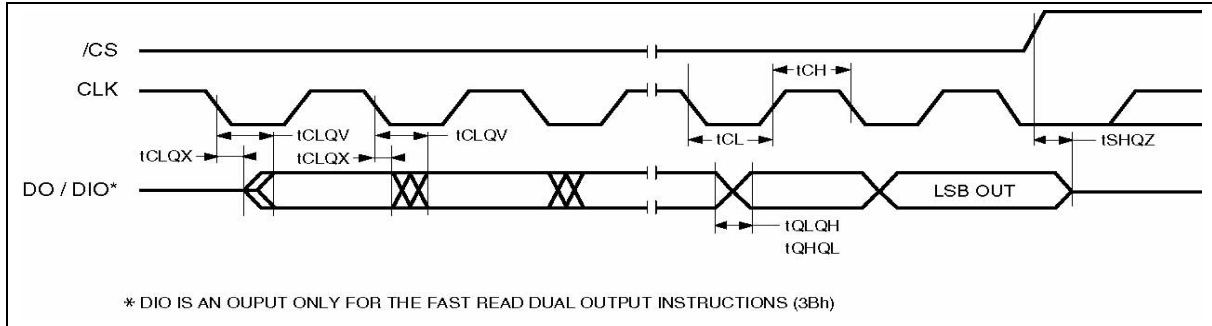 /CS
tCH
CLK
tCLQV
tCLQV
tCL
tSHQZ
tCLQX
tCLQX
DO / DIO*
LSB OUT
tQLQH
tQHQL
* DIO IS AN OUPUT ONLY FOR THE FAST READ DUAL OUTPUT INSTRUCTIONS (3Bh)